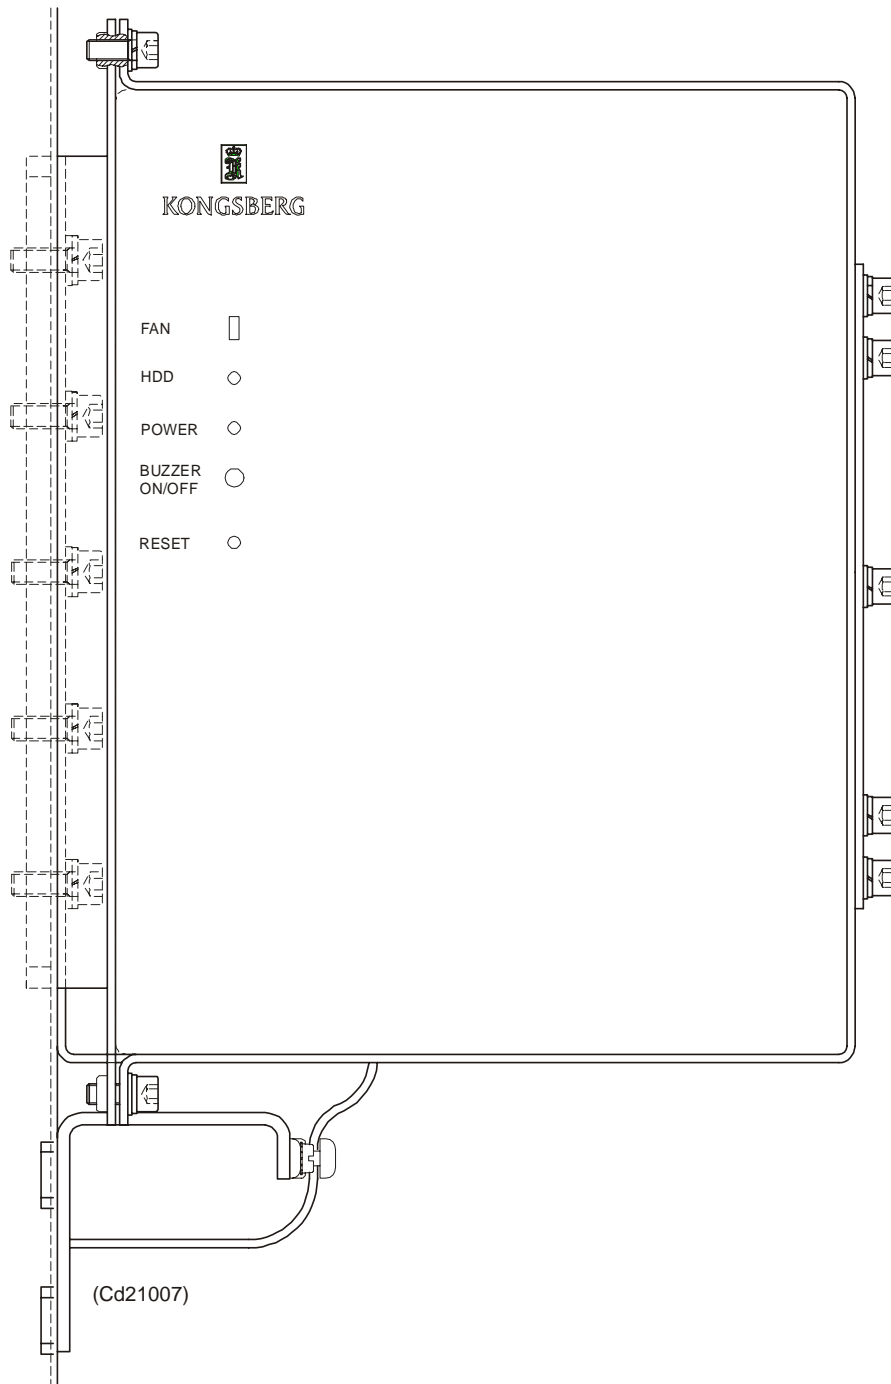 KONGSBERG
FAN
HDD
POWER
BUZZER
ON/OFF
RESET
(Cd21007)